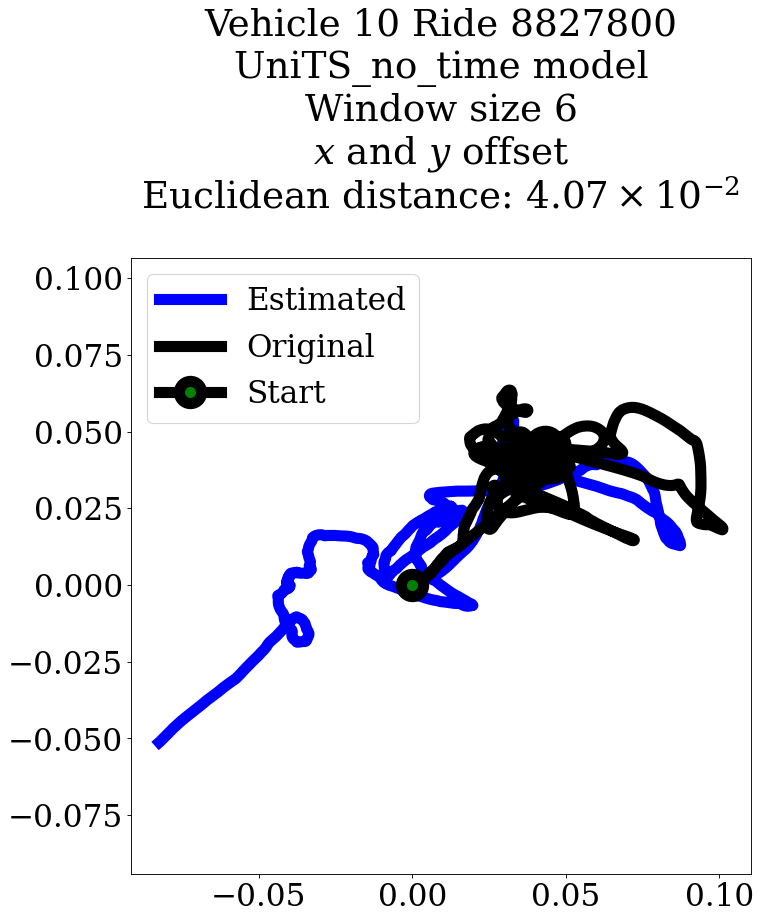 Vehicle 10 Ride 8827800
UniTS_no_time model
Window size 6
x and y offset
Euclidean distance: 4.07 × 10⁻²
Estimated
Original
Start
0.100
0.075
0.050
0.025
0.000
−0.025
−0.050
−0.075
−0.05 0.00 0.05 0.10